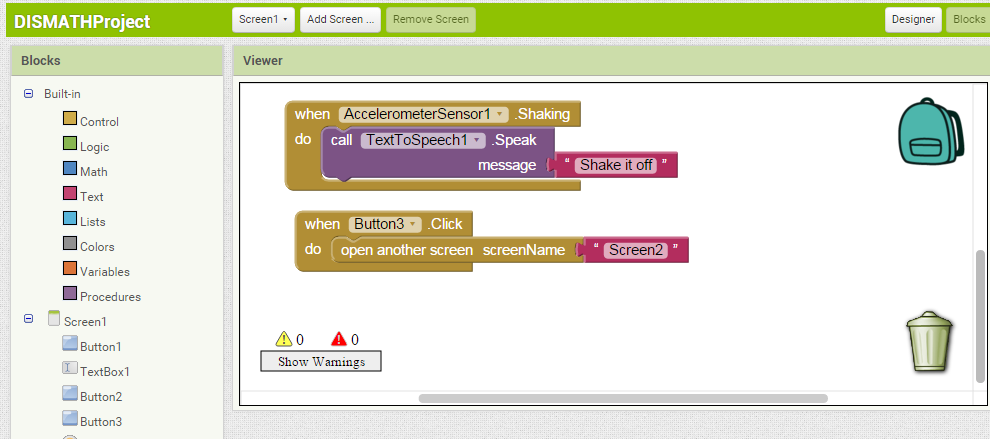 DISMATHProject Screen1 Add Screen ... Remove Screen Designer Blocks
Blocks
Built-in
Control
Logic
Math
Text
Lists
Colors
Variables
Procedures
Screen1
Button1
TextBox1
Button2
Button3
Viewer
when AccelerometerSensor1 .Shaking
do call TextToSpeech1 .Speak
message “ Shake it off ”
when Button3 .Click
do open another screen screenName “ Screen2 ”
0 0
Show Warnings